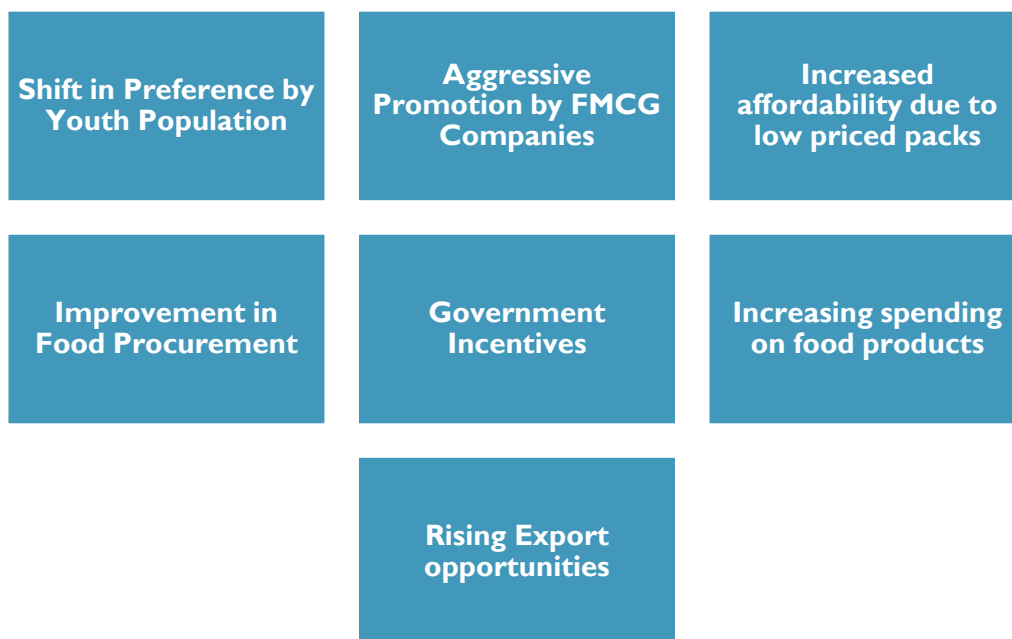 Shift in Preference by
Youth Population
Aggressive
Promotion by FMCG
Companies
Increased
affordability due to
low priced packs
Improvement in
Food Procurement
Government
Incentives
Increasing spending
on food products
Rising Export
opportunities